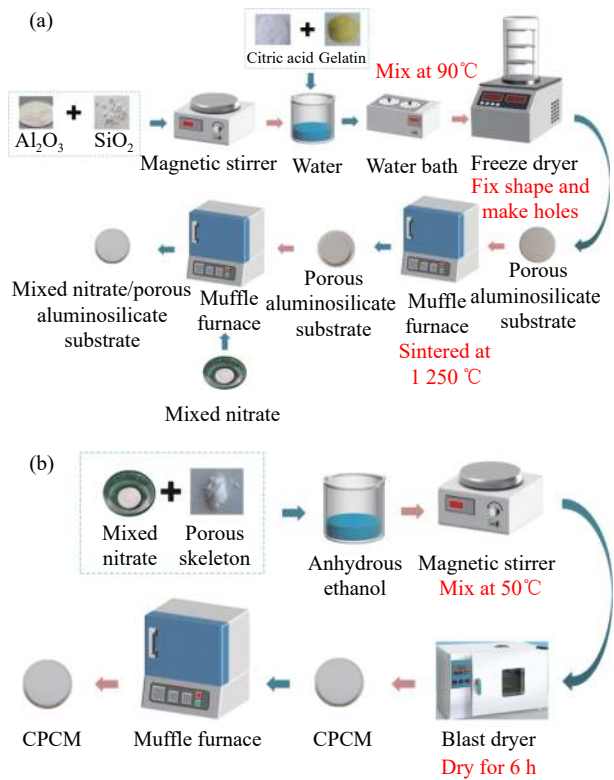 (a)
Citric acid Gelatin
Mix at 90℃
Al₂O₃ SiO₂
Magnetic stirrer
Water
Water bath
Freeze dryer
Fix shape and
make holes
Mixed nitrate/porous
aluminosilicate
substrate
Muffle
furnace
Porous
aluminosilicate
substrate
Muffle
furnace
Sintered at
1 250 ℃
Porous
aluminosilicate
substrate
Mixed nitrate
(b)
Mixed
nitrate
Porous
skeleton
Anhydrous
ethanol
Magnetic stirrer
Mix at 50℃
CPCM
Muffle furnace
CPCM
Blast dryer
Dry for 6 h